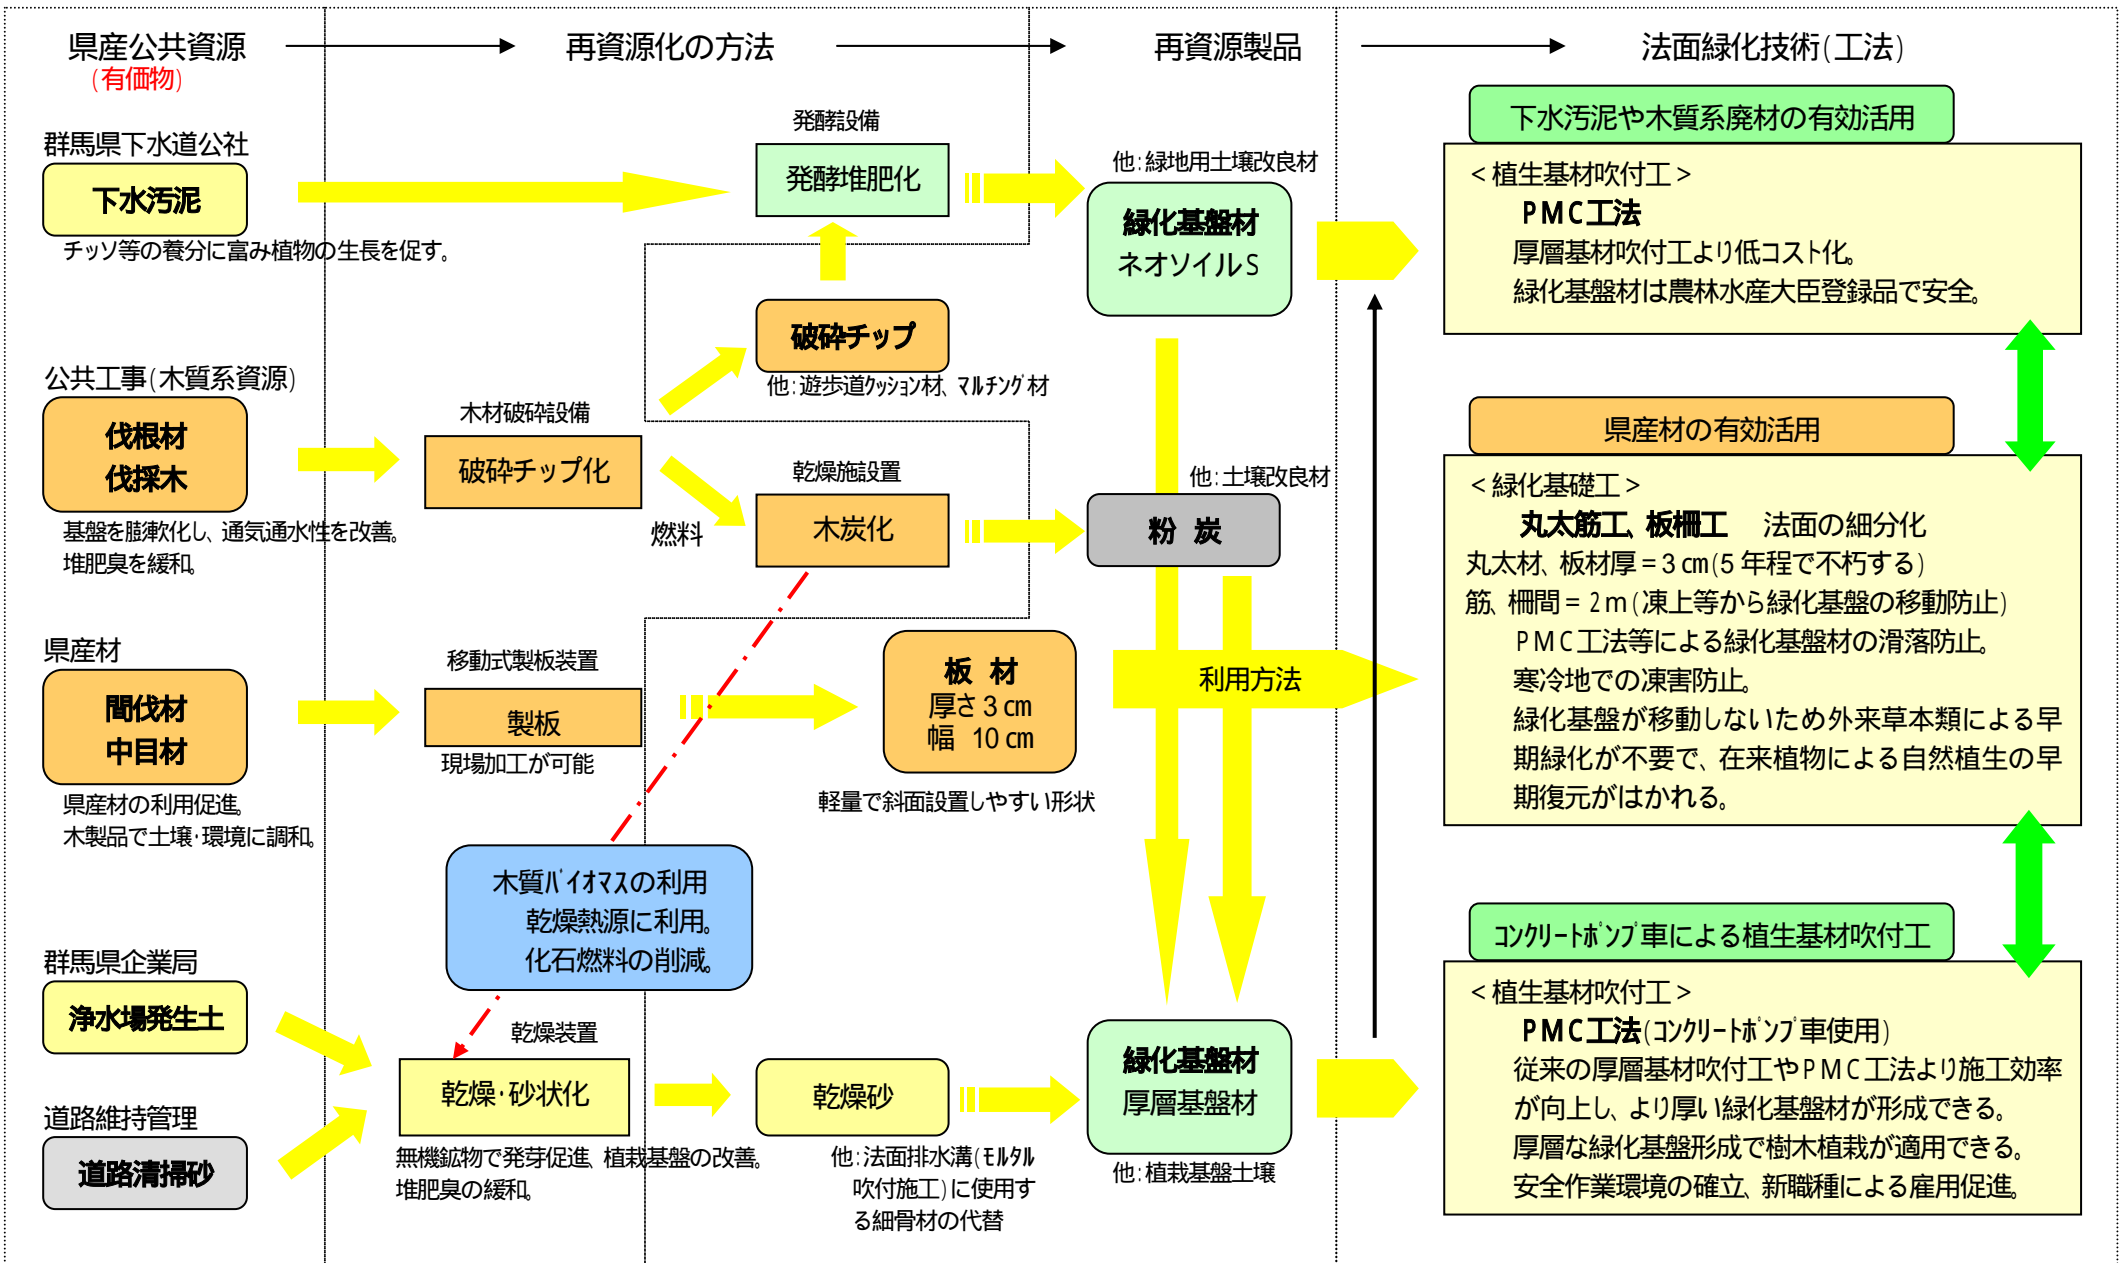 県産公共資源
(有価物)
再資源化の方法
再資源製品
法面緑化技術(工法)
群馬県下水道公社
下水汚泥
チッソ等の養分に富み植物の生長を促す。
発酵設備
発酵堆肥化
他:緑地用土壌改良材
緑化基盤材
ネオソイルS
下水汚泥や木質系廃材の有効活用
<植生基材吹付工>
PMC工法
厚層基材吹付工より低コスト化。
緑化基盤材は農林水産大臣登録品で安全。
破砕チップ
他:遊歩道クッション材、マルチング材
公共工事(木質系資源)
伐根材
伐採木
基盤を膨軟化し、通気通水性を改善。
堆肥臭を緩和。
木材破砕設備
破砕チップ化
燃料
乾燥施設置
木炭化
他:土壌改良材
粉 炭
県産材の有効活用
<緑化基礎工>
丸太筋工、板柵工 法面の細分化
丸太材、板材厚=3cm(5年程で不朽する)
筋、柵間=2m(凍上等から緑化基盤の移動防止)
PMC工法等による緑化基盤材の滑落防止。
寒冷地での凍害防止。
緑化基盤が移動しないため外来草本類による早
期緑化が不要で、在来植物による自然植生の早
期復元がはかれる。
県産材
間伐材
中目材
県産材の利用促進。
木製品で土壌・環境に調和。
移動式製板装置
製板
現場加工が可能
板 材
厚さ3cm
幅 10cm
軽量で斜面設置しやすい形状
利用方法
木質バイオマスの利用
乾燥熱源に利用。
化石燃料の削減。
群馬県企業局
浄水場発生土
道路維持管理
道路清掃砂
乾燥装置
乾燥・砂状化
無機鉱物で発芽促進、植栽基盤の改善。
堆肥臭の緩和。
乾燥砂
他:法面排水溝(モルタル
吹付施工)に使用す
る細骨材の代替
緑化基盤材
厚層基盤材
他:植栽基盤土壌
コンクリートポンプ車による植生基材吹付工
<植生基材吹付工>
PMC工法(コンクリートポンプ車使用)
従来の厚層基材吹付工やPMC工法より施工効率
が向上し、より厚い緑化基盤材が形成できる。
厚層な緑化基盤形成で樹木植栽が適用できる。
安全作業環境の確立、新職種による雇用促進。